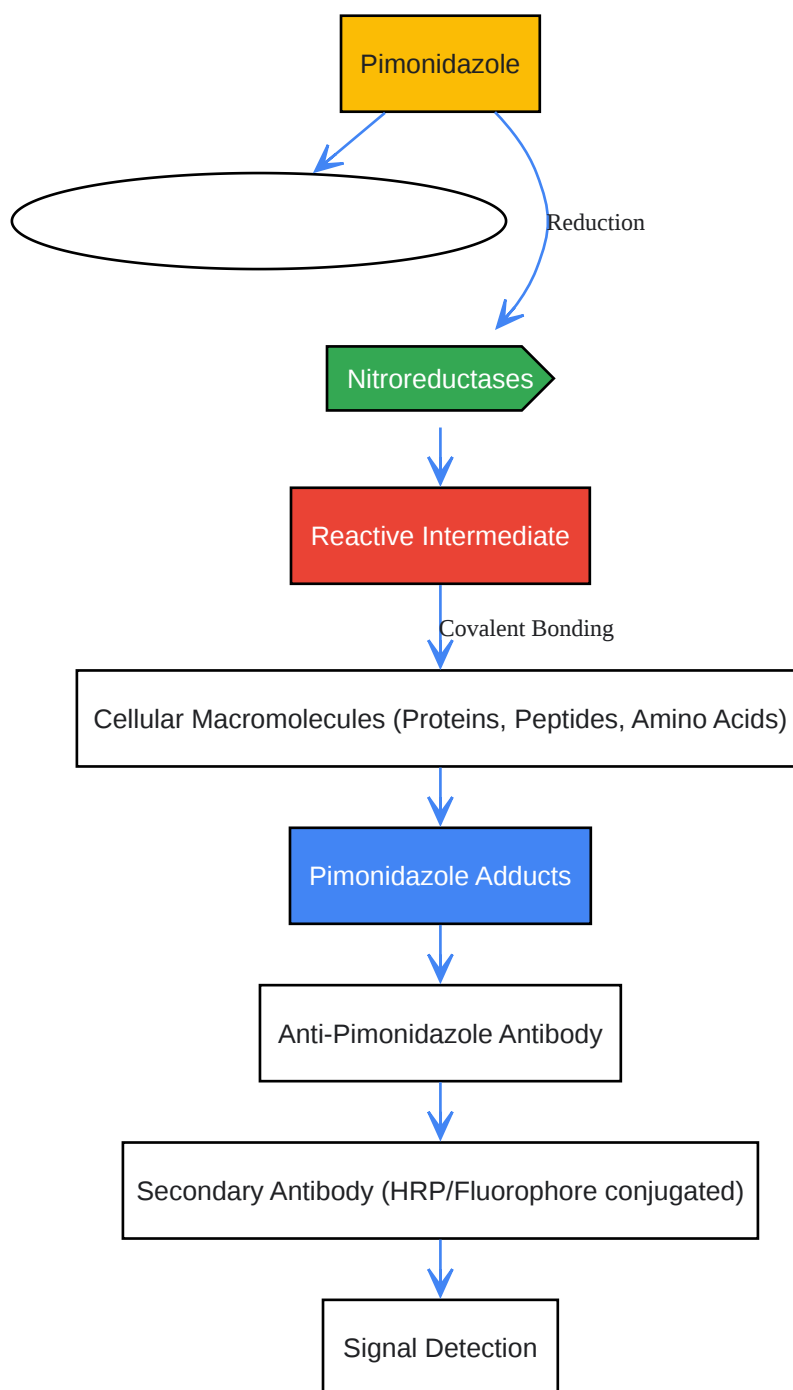 Pimonidazole
Reduction
Nitroreductases
Reactive Intermediate
Covalent Bonding
Cellular Macromolecules (Proteins, Peptides, Amino Acids)
Pimonidazole Adducts
Anti-Pimonidazole Antibody
Secondary Antibody (HRP/Fluorophore conjugated)
Signal Detection